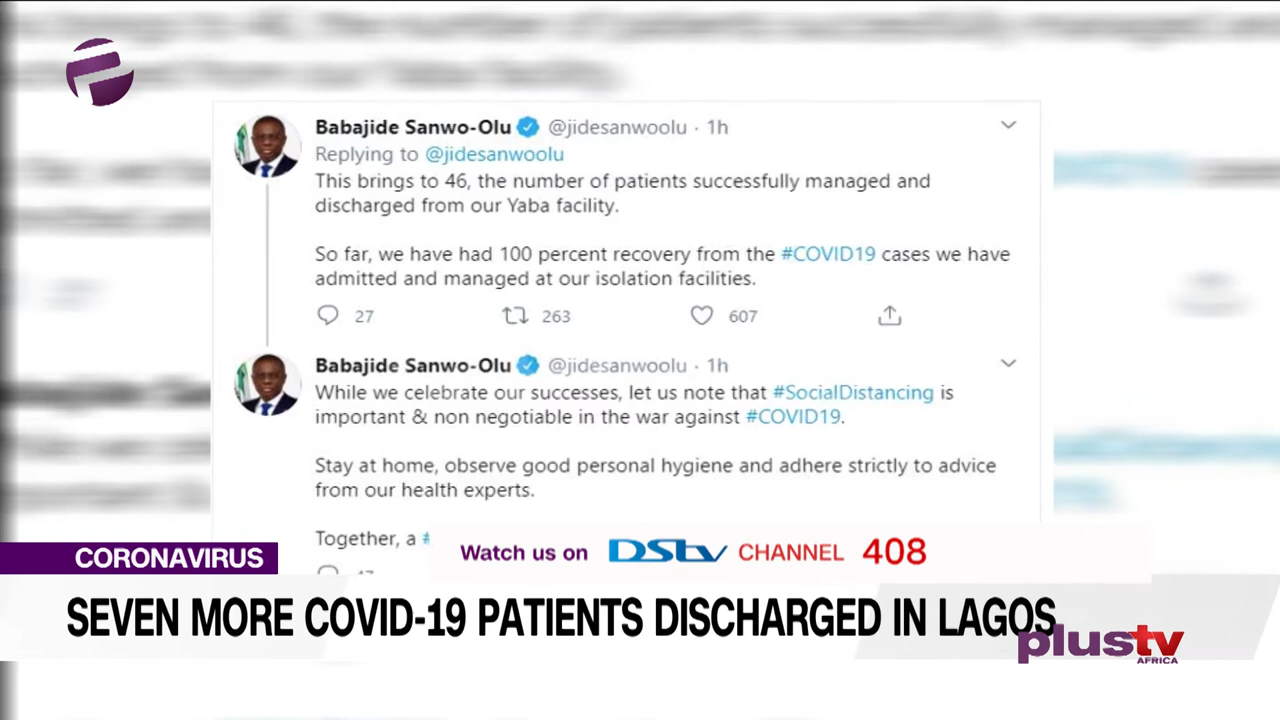 Babajide Sanwo-Olu @jidesanwoolu · 1h
Replying to @jidesanwoolu
This brings to 46, the number of patients successfully managed and
discharged from our Yaba facility.
So far, we have had 100 percent recovery from the #COVID19 cases we have
admitted and managed at our isolation facilities.
27 263 607
Babajide Sanwo-Olu @jidesanwoolu · 1h
While we celebrate our successes, let us note that #SocialDistancing is
important & non negotiable in the war against #COVID19.
Stay at home, observe good personal hygiene and adhere strictly to advice
from our health experts.
Together, a #
Watch us on DStv CHANNEL 408
CORONAVIRUS
SEVEN MORE COVID-19 PATIENTS DISCHARGED IN LAGOS
plustv
AFRICA